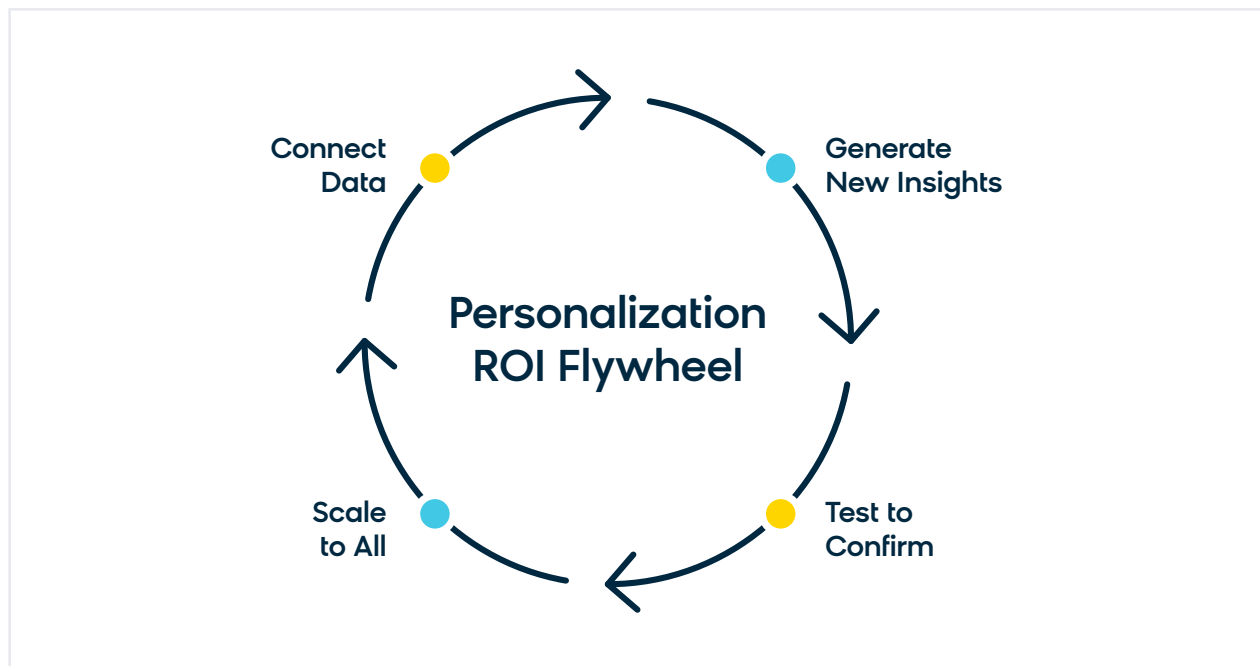 Connect
Data
Generate
New Insights
Personalization
ROI Flywheel
Scale
to All
Test to
Confirm